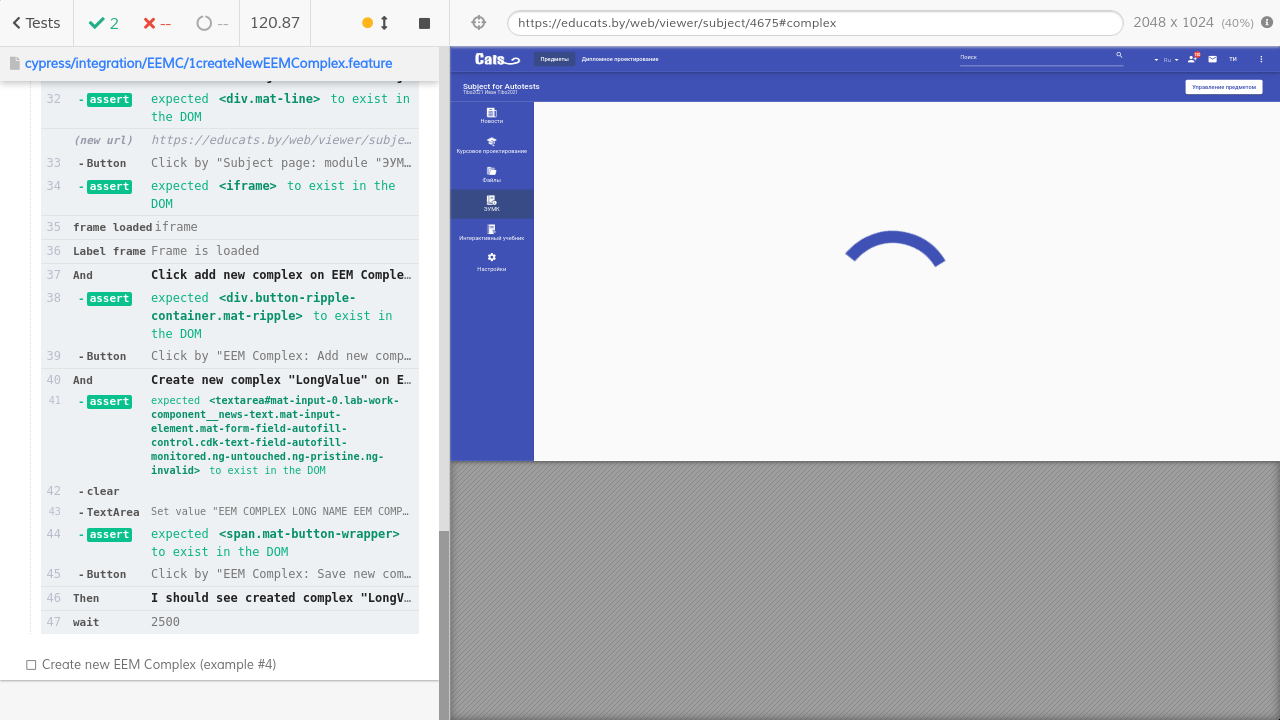 Tests
2
--
--
120.87
https://educats.by/web/viewer/subject/4675#complex
2048 x 1024 (40%)
cypress/integration/EEMC/1createNewEEMComplex.feature
32 - assert expected <div.mat-line> to exist in
the DOM
(new url) https://educats.by/web/viewer/subje…
33 - Button Click by "Subject page: module "ЭУМ…
34 - assert expected <iframe> to exist in the
DOM
35 frame loaded iframe
36 Label frame Frame is loaded
37 And Click add new complex on EEM Comple…
38 - assert expected <div.button-ripple-
container.mat-ripple> to exist in
the DOM
39 - Button Click by "EEM Complex: Add new comp…
40 And Create new complex "LongValue" on E…
41 - assert expected <textarea#mat-input-0.lab-work-
component__news-text.mat-input-
element.mat-form-field-autofill-
control.cdk-text-field-autofill-
monitored.ng-untouched.ng-pristine.ng-
invalid> to exist in the DOM
42 - clear
43 - TextArea Set value "EEM COMPLEX LONG NAME EEM COMP…
44 - assert expected <span.mat-button-wrapper>
to exist in the DOM
45 - Button Click by "EEM Complex: Save new com…
46 Then I should see created complex "LongV…
47 wait 2500
Create new EEM Complex (example #4)
Cats
Предметы
Дипломное проектирование
Поиск
Ru
ТИ
Subject for Autotests
Управление предметом
Новости
Курсовое проектирование
Файлы
ЭУМК
Интерактивный учебник
Настройки